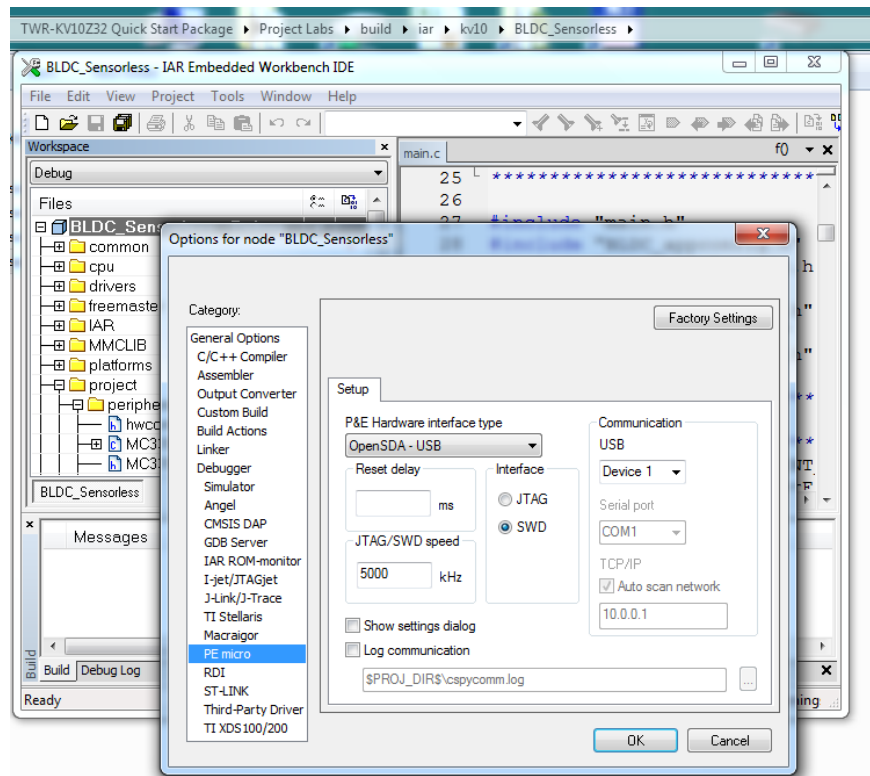 TWR-KV10Z32 Quick Start Package ▸ Project Labs ▸ build ▸ iar ▸ kv10 ▸ BLDC_Sensorless ▸
BLDC_Sensorless - IAR Embedded Workbench IDE
File Edit View Project Tools Window Help
Workspace
Debug
Files
BLDC_Sens
common
cpu
drivers
freemaste
IAR
MMCLIB
platforms
project
periphe
hwcc
MC3
MC3
BLDC_Sensorless
main.c
f()
25 ****************************
26
27 #include "main.h"
28 #include
Options for node "BLDC_Sensorless"
Category:
General Options
C/C++ Compiler
Assembler
Output Converter
Custom Build
Build Actions
Linker
Debugger
Simulator
Angel
CMSIS DAP
GDB Server
IAR ROM-monitor
I-jet/JTAGjet
J-Link/J-Trace
TI Stellaris
Macraigor
PE micro
RDI
ST-LINK
Third-Party Driver
TI XDS100/200
Factory Settings
Setup
P&E Hardware interface type
OpenSDA - USB
Reset delay
ms
JTAG/SWD speed
5000 kHz
Interface
JTAG
SWD
Communication
USB
Device 1
Serial port
COM1
TCP/IP
Auto scan network
10.0.0.1
Show settings dialog
Log communication
$PROJ_DIR$\cspycomm.log
...
OK Cancel
Messages
Build
Build Debug Log
Ready